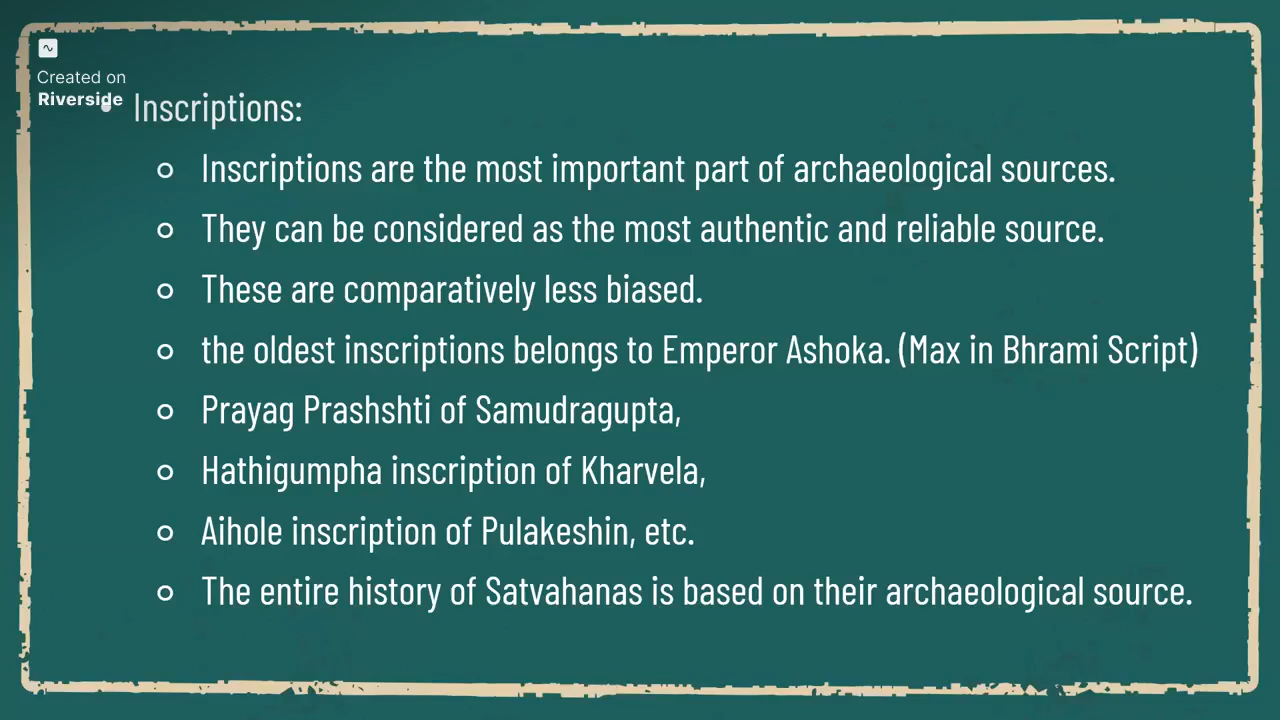 Created on
Riverside
Inscriptions:
Inscriptions are the most important part of archaeological sources.
They can be considered as the most authentic and reliable source.
These are comparatively less biased.
the oldest inscriptions belongs to Emperor Ashoka. (Max in Bhrami Script)
Prayag Prashshti of Samudragupta,
Hathigumpha inscription of Kharvela,
Aihole inscription of Pulakeshin, etc.
The entire history of Satvahanas is based on their archaeological source.